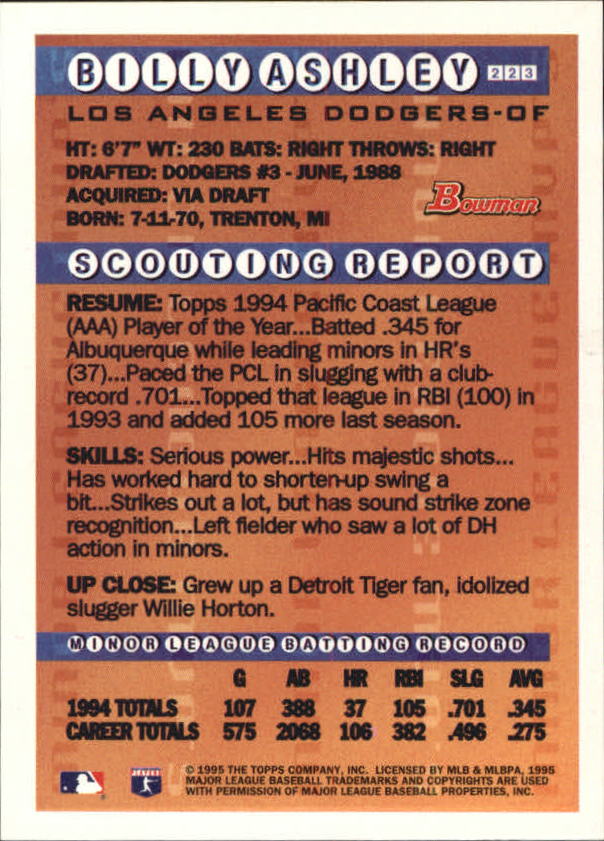 BILLY ASHLEY 223
LOS ANGELES DODGERS-OF
HT: 6'7" WT: 230 BATS: RIGHT THROWS: RIGHT
DRAFTED: DODGERS #3 - JUNE, 1988
ACQUIRED: VIA DRAFT
Bowman
BORN: 7-11-70, TRENTON, MI
SCOUTING REPORT
RESUME: Topps 1994 Pacific Coast League
(AAA) Player of the Year...Batted .345 for
Albuquerque while leading minors in HR's
(37)...Paced the PCL in slugging with a club-
record .701...Topped that league in RBI (100) in
1993 and added 105 more last season.
SKILLS: Serious power...Hits majestic shots...
Has worked hard to shorten-up swing a
bit...Strikes out a lot, but has sound strike zone
recognition...Left fielder who saw a lot of DH
action in minors.
UP CLOSE: Grew up a Detroit Tiger fan, idolized
slugger Willie Horton.
MINOR LEAGUE BATTING RECORD
G AB HR RBI SLG AVG
1994 TOTALS 107 388 37 105 .701 .345
CAREER TOTALS 575 2068 106 382 .496 .275
PLAYERS
© 1995 THE TOPPS COMPANY, INC. LICENSED BY MLB & MLBPA, 1995
MAJOR LEAGUE BASEBALL TRADEMARKS AND COPYRIGHTS ARE USED
WITH PERMISSION OF MAJOR LEAGUE BASEBALL PROPERTIES, INC.